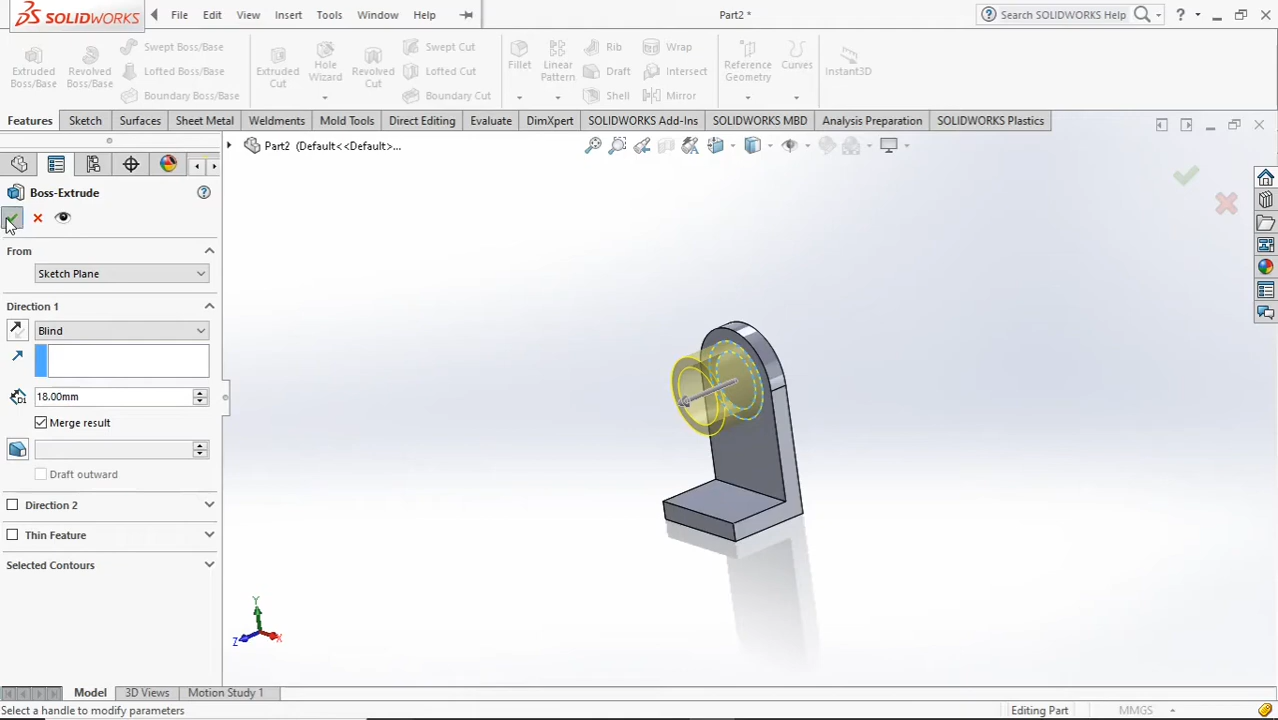 SOLIDWORKS File Edit View Insert Tools Window Help Part2 * Search SOLIDWORKS Help ?
Extruded Boss/Base
Revolved Boss/Base
Swept Boss/Base
Lofted Boss/Base
Boundary Boss/Base
Extruded Cut
Hole Wizard
Revolved Cut
Swept Cut
Lofted Cut
Boundary Cut
Fillet
Linear Pattern
Rib
Draft
Shell
Wrap
Intersect
Mirror
Reference Geometry
Curves
Instant3D
Features Sketch Surfaces Sheet Metal Weldments Mold Tools Direct Editing Evaluate DimXpert SOLIDWORKS Add-Ins SOLIDWORKS MBD Analysis Preparation SOLIDWORKS Plastics
Part2 (Default<<Default>...
Boss-Extrude
From
Sketch Plane
Direction 1
Blind
18.00mm
Merge result
Draft outward
Direction 2
Thin Feature
Selected Contours
Y
Z
X
Model 3D Views Motion Study 1
Select a handle to modify parameters Editing Part MMGS